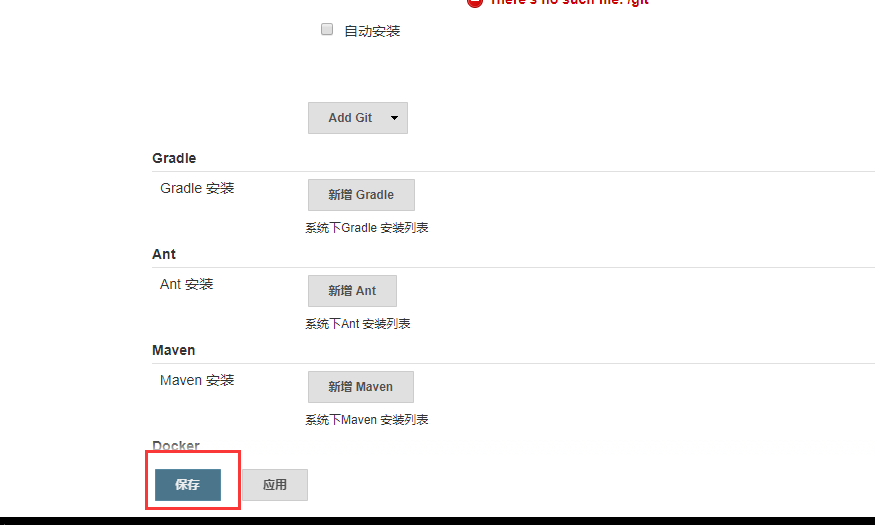 There's no such file: /git
自动安装
Add Git
Gradle
Gradle 安装
新增 Gradle
系统下Gradle 安装列表
Ant
Ant 安装
新增 Ant
系统下Ant 安装列表
Maven
Maven 安装
新增 Maven
系统下Maven 安装列表
Docker
保存
应用